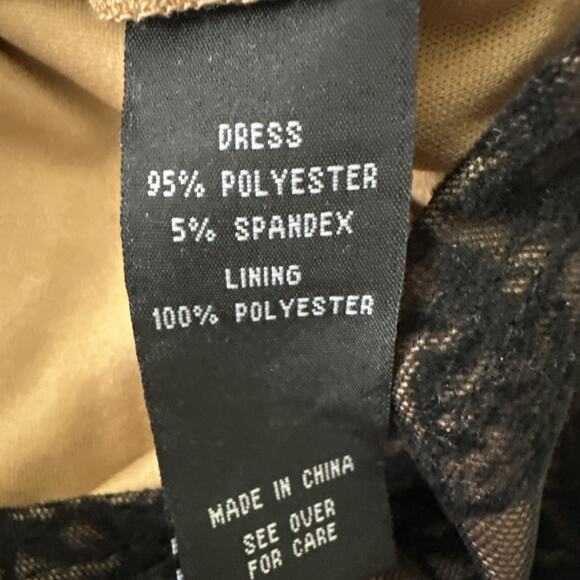 DRESS
95% POLYESTER
5% SPANDEX
LINING
100% POLYESTER
MADE IN CHINA
SEE OVER
FOR CARE